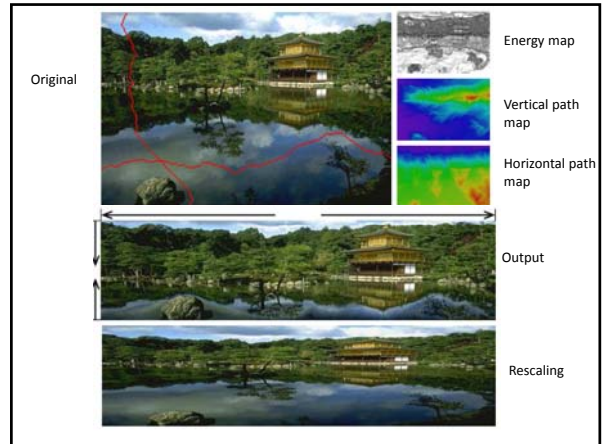 Original
Energy map
Vertical path
map
Horizontal path
map
Output
Rescaling